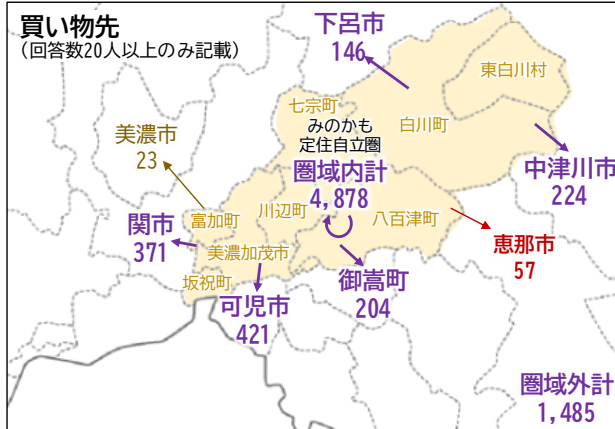 買い物先
(回答数20人以上のみ記載)
下呂市
146
東白川村
七宗町
白川町
みのかも
定住自立圏
美濃市
23
圏域内計
4,878
中津川市
224
富加町
川辺町
八百津町
関市
371
美濃加茂市
恵那市
57
坂祝町
可児市
421
御嵩町
204
圏域外計
1,485